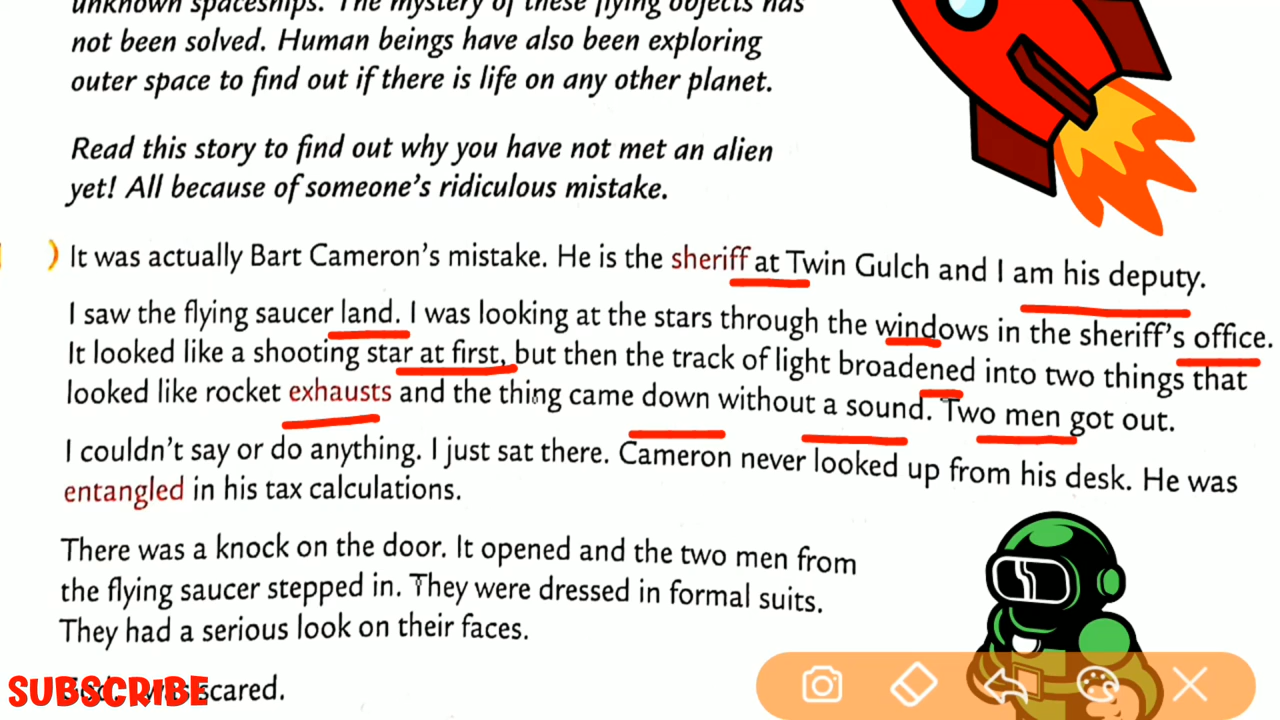 unknown spaceships. The mystery of these flying objects has
not been solved. Human beings have also been exploring
outer space to find out if there is life on any other planet.
Read this story to find out why you have not met an alien
yet! All because of someone's ridiculous mistake.
) It was actually Bart Cameron's mistake. He is the sheriff at Twin Gulch and I am his deputy.
I saw the flying saucer land. I was looking at the stars through the windows in the sheriff's office.
It looked like a shooting star at first, but then the track of light broadened into two things that
looked like rocket exhausts and the thing came down without a sound. Two men got out.
I couldn't say or do anything. I just sat there. Cameron never looked up from his desk. He was
entangled in his tax calculations.
There was a knock on the door. It opened and the two men from
the flying saucer stepped in. They were dressed in formal suits.
They had a serious look on their faces.
scared.
SUBSCRIBE